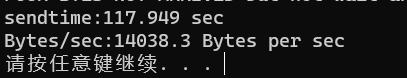 sendtime:117.949 sec
Bytes/sec:14038.3 Bytes per sec
请按任意键继续. . .